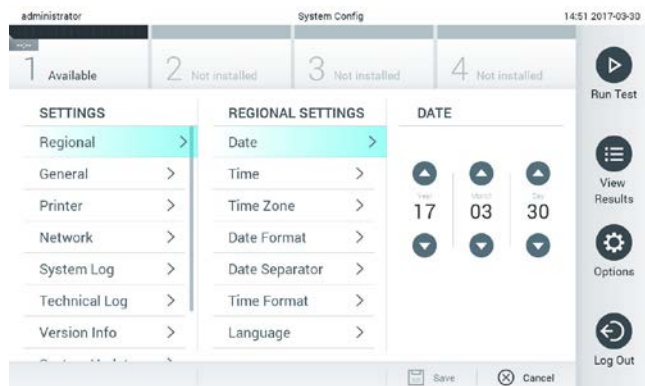 administrator System Config 14:51 2017-03-30
1 Available 2 Not installed 3 Not installed 4 Not installed
Run Test
SETTINGS REGIONAL SETTINGS DATE
Regional > Date >
General > Time >
View
Results
Printer > Time Zone > 17 03 30
Network > Date Format >
System Log > Date Separator >
Options
Technical Log > Time Format >
Version Info > Language >
Save Cancel
Log Out